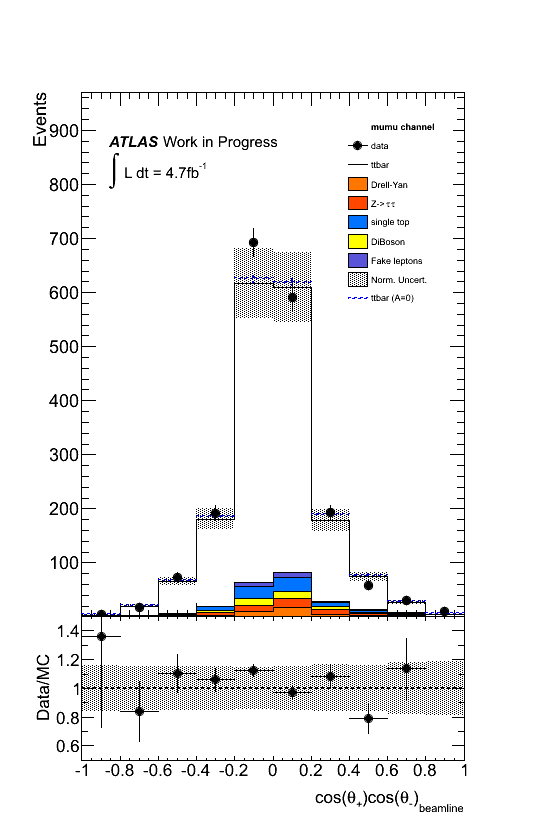 Events
900
800
700
600
500
400
300
200
100
ATLAS Work in Progress
∫ L dt = 4.7fb⁻¹
mumu channel
data
ttbar
Drell-Yan
Z->ττ
single top
DiBoson
Fake leptons
Norm. Uncert.
ttbar (A=0)
Data/MC
1.4
1.2
1
0.8
0.6
-1 -0.8 -0.6 -0.4 -0.2 0 0.2 0.4 0.6 0.8 1
cos(θ₊)cos(θ₋)beamline